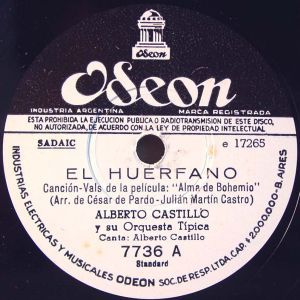 Odeon
Odeon
INDUSTRIA ARGENTINA
MARCA REGISTRADA
ESTA PROHIBIDA LA EJECUCION PUBLICA O RADIOTRANSMISION DE ESTE DISCO,
NO AUTORIZADA, DE ACUERDO CON LA LEY DE PROPIEDAD INTELECTUAL
SADAIC
e 17265
EL HUERFANO
Canción-Vals de la película: "Alma de Bohemio"
(Arr. de César de Pardo-Julián Martín Castro)
ALBERTO CASTILLO
y su Orquesta Típica
Canta: Alberto Castillo
7736 A
Standard
INDUSTRIAS ELECTRICAS Y MUSICALES ODEON SOC. DE RESP. LTDA. CAP. $ 2.000.000-Bs. AIRES